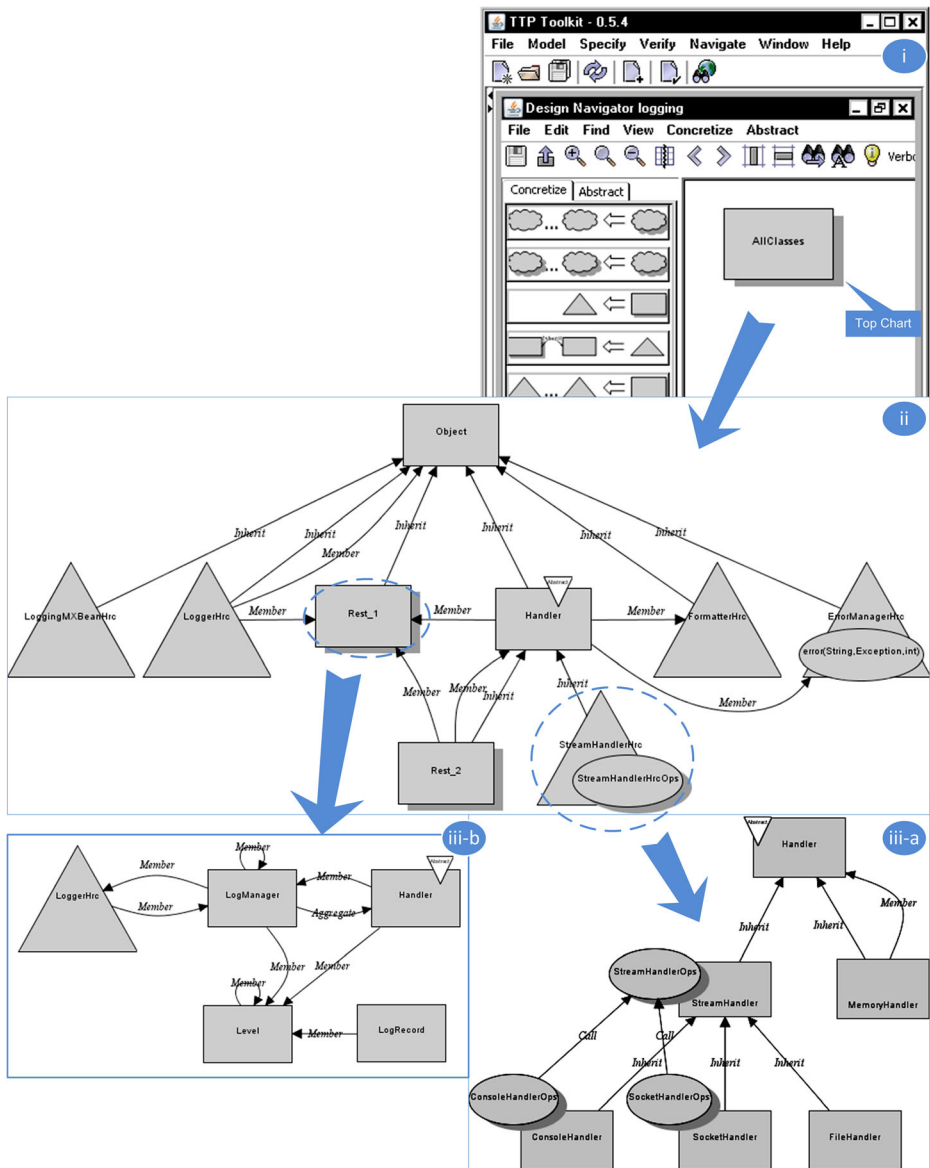 TTP Toolkit - 0.5.4
File Model Specify Verify Navigate Window Help
i
Design Navigator logging
File Edit Find View Concretize Abstract
Verbo
Concretize Abstract
... ⇐
... ⇐
⇐
Inherit
⇐
... ⇐
AllClasses
Top Chart
ii
Object
Inherit
Inherit
Member
Inherit
Inherit
Inherit
Inherit
LoggingMXBeanHrc
LoggerHrc
Member
Rest_1
Member
Abstract
Handler
Member
FormatterHrc
ErrorManagerHrc
error(String,Exception,int)
Member
Member
Inherit
Inherit
Member
Rest_2
StreamHandlerHrc
StreamHandlerHrcOps
iii-b
Member
Member
Member
LoggerHrc
LogManager
Member
Aggregate
Abstract
Handler
Member
Member
Member
Level
Member
LogRecord
iii-a
Abstract
Handler
Inherit
Inherit
Member
StreamHandlerOps
StreamHandler
MemoryHandler
Call
Inherit
Call
Inherit
Inherit
ConsoleHandlerOps
ConsoleHandler
SocketHandlerOps
SocketHandler
FileHandler